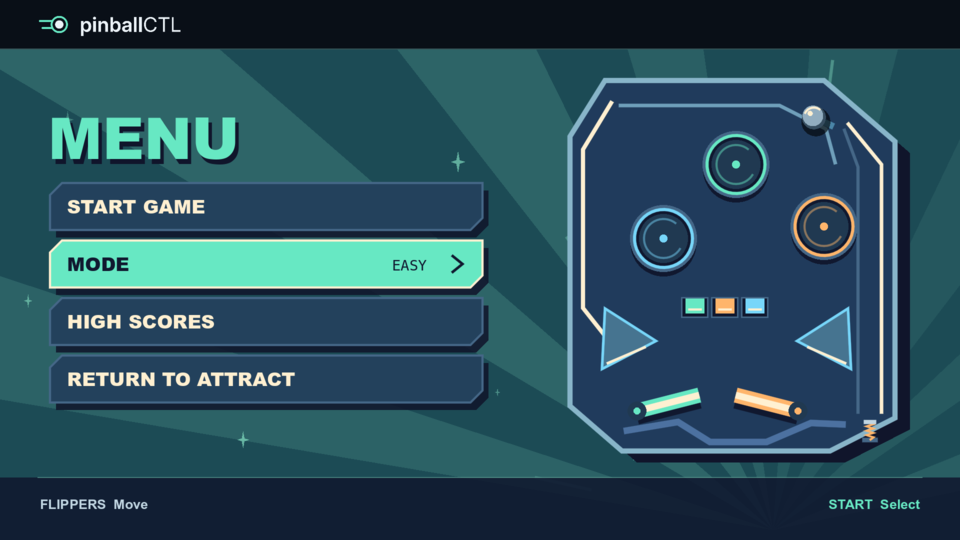 pinballCTL
MENU
START GAME
MODE EASY
HIGH SCORES
RETURN TO ATTRACT
FLIPPERS Move
START Select